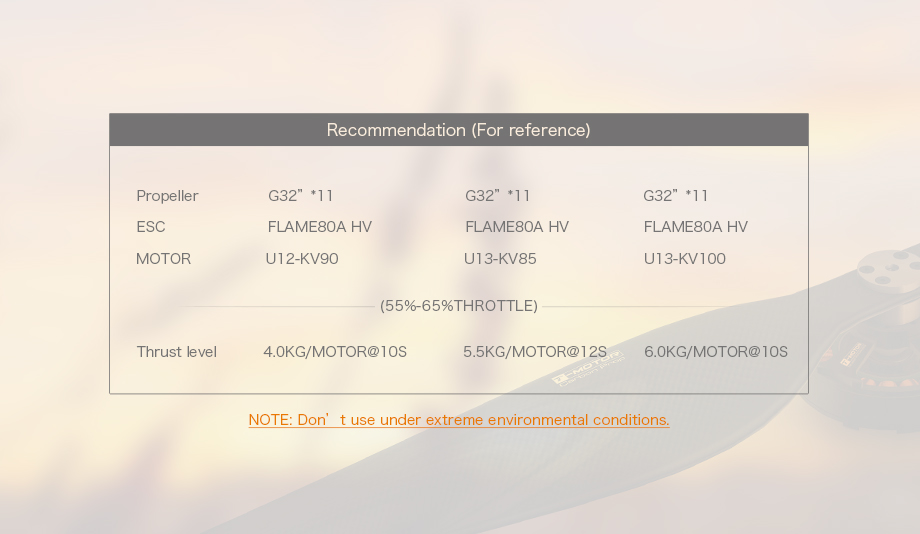 Recommendation (For reference)
Propeller G32”*11 G32”*11 G32”*11
ESC FLAME80A HV FLAME80A HV FLAME80A HV
MOTOR U12-KV90 U13-KV85 U13-KV100
(55%-65%THROTTLE)
Thrust level 4.0KG/MOTOR@10S 5.5KG/MOTOR@12S 6.0KG/MOTOR@10S
T-MOTOR
NOTE: Don’t use under extreme environmental conditions.